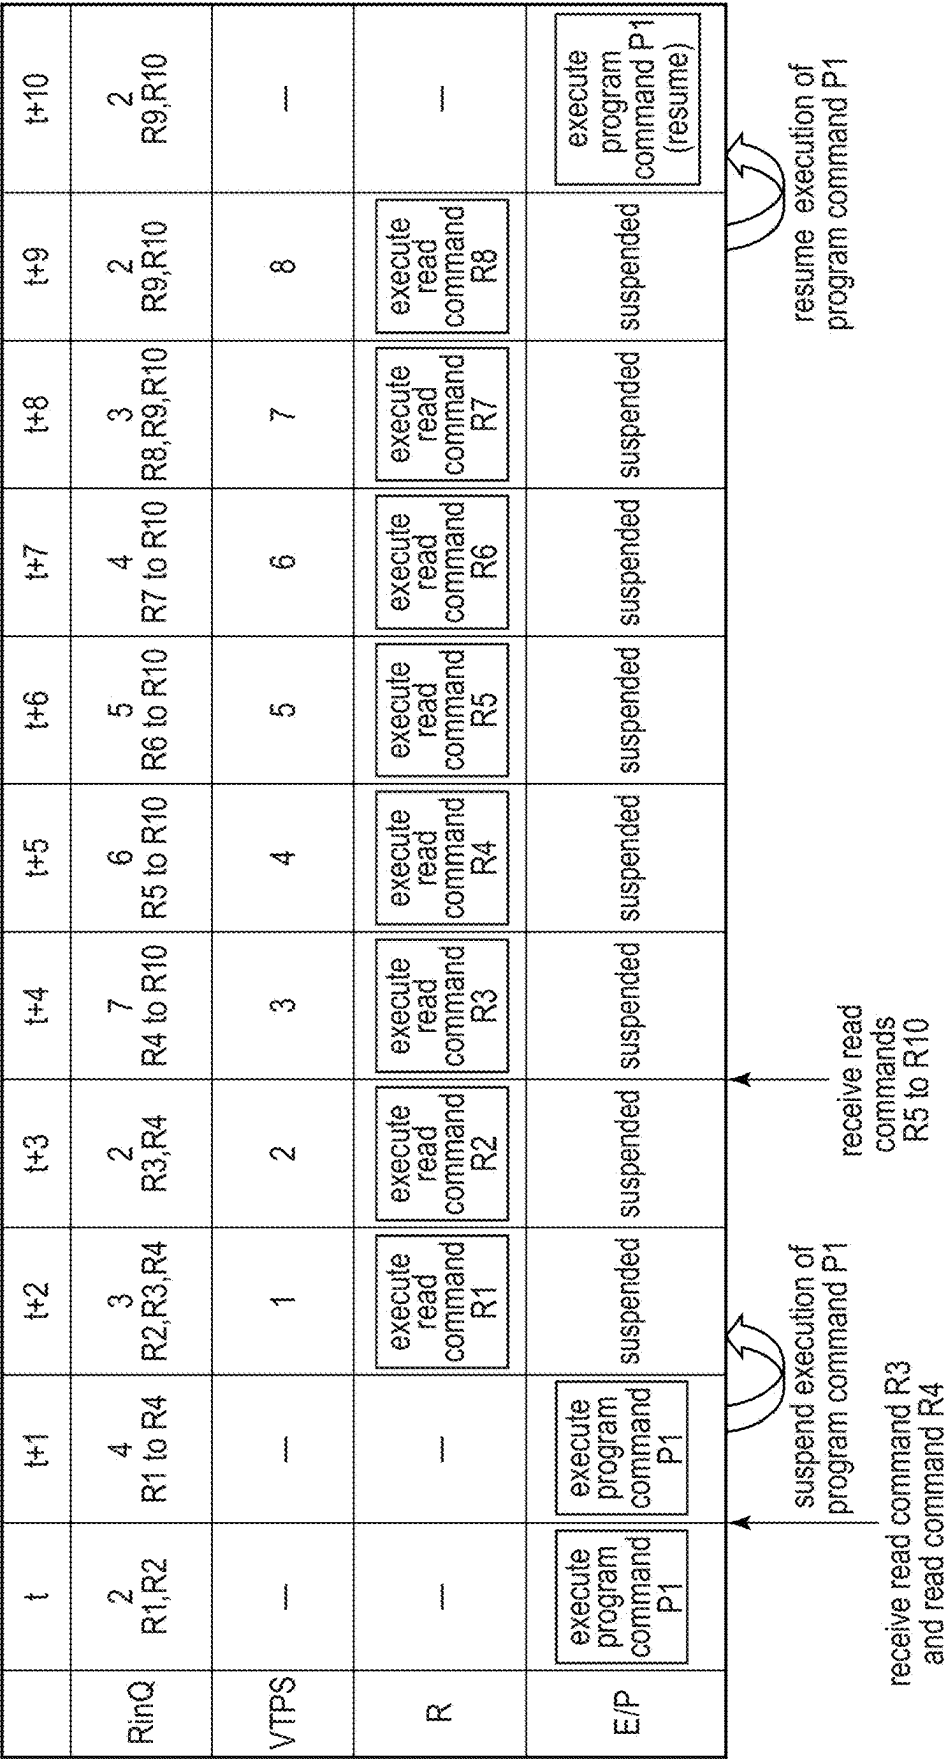 t
t+1
t+2
t+3
t+4
t+5
t+6
t+7
t+8
t+9
t+10
RinQ
2
R1,R2
4
R1 to R4
3
R2,R3,R4
2
R3,R4
7
R4 to R10
6
R5 to R10
5
R6 to R10
4
R7 to R10
3
R8,R9,R10
2
R9,R10
2
R9,R10
VTPS
—
—
1
2
3
4
5
6
7
8
—
R
—
—
execute
read
command
R1
execute
read
command
R2
execute
read
command
R3
execute
read
command
R4
execute
read
command
R5
execute
read
command
R6
execute
read
command
R7
execute
read
command
R8
—
E/P
execute
program
command
P1
execute
program
command
P1
suspended
suspended
suspended
suspended
suspended
suspended
suspended
suspended
execute
program
command P1
(resume)
receive read command R3
and read command R4
suspend execution of
program command P1
receive read
commands
R5 to R10
resume execution of
program command P1